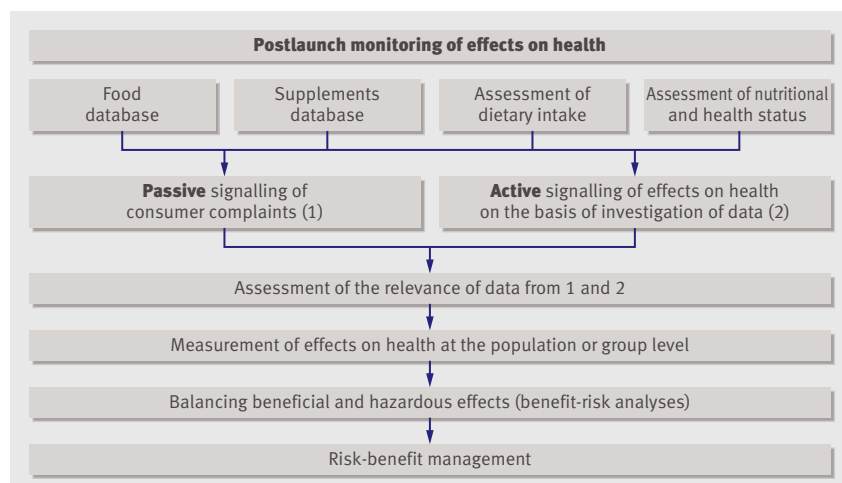 Postlaunch monitoring of effects on health
Food
database
Supplements
database
Assessment of
dietary intake
Assessment of nutritional
and health status
Passive signalling of
consumer complaints (1)
Active signalling of effects on health
on the basis of investigation of data (2)
Assessment of the relevance of data from 1 and 2
Measurement of effects on health at the population or group level
Balancing beneficial and hazardous effects (benefit-risk analyses)
Risk-benefit management